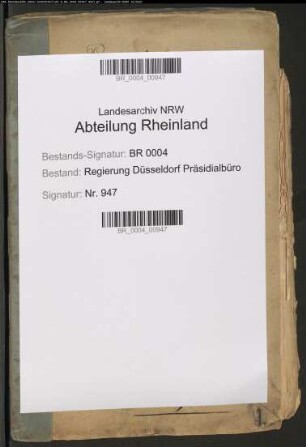 BR_0004_00947
Landesarchiv NRW
Abteilung Rheinland
Bestands-Signatur: BR 0004
Bestand: Regierung Düsseldorf Präsidialbüro
Signatur: Nr. 947
BR_0004_00947